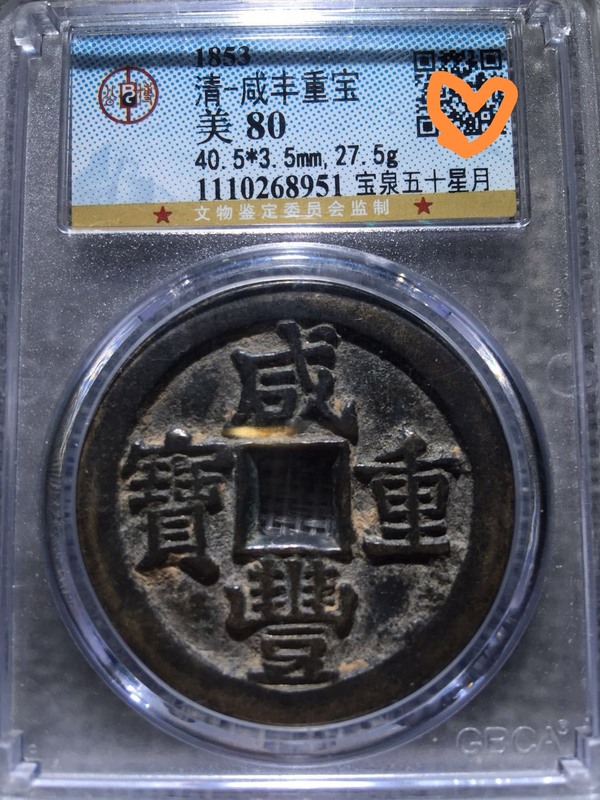 1853
清-咸丰重宝
美 80
40.5*3.5mm,27.5g
1110268951 宝泉五十星月
文物鉴定委员会监制
咸
寶 重
豐
GBCA